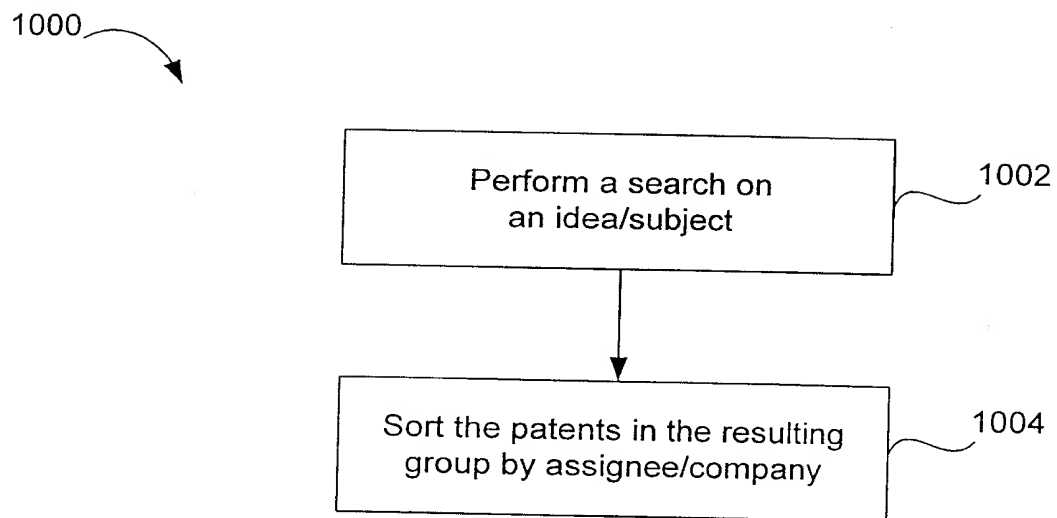 1000
Perform a search on
an idea/subject
1002
Sort the patents in the resulting
group by assignee/company
1004